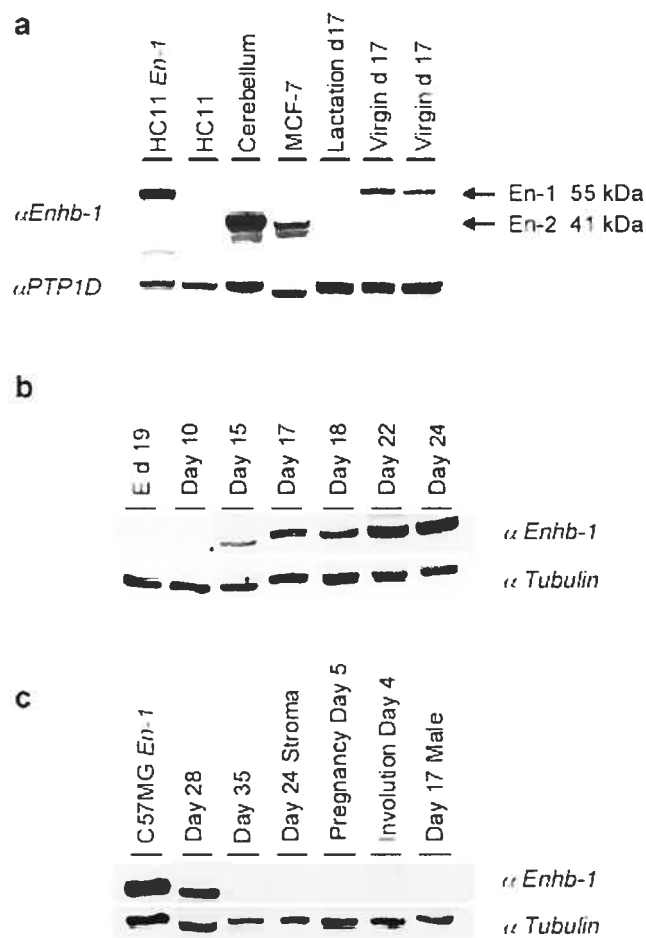 a
HC11 En-1
HC11
Cerebellum
MCF-7
Lactation d17
Virgin d 17
Virgin d 17
αEnhb-1
← En-1 55 kDa
← En-2 41 kDa
αPTP1D
b
E d 19
Day 10
Day 15
Day 17
Day 18
Day 22
Day 24
α Enhb-1
α Tubulin
c
C57MG En-1
Day 28
Day 35
Day 24 Stroma
Pregnancy Day 5
Involution Day 4
Day 17 Male
α Enhb-1
α Tubulin